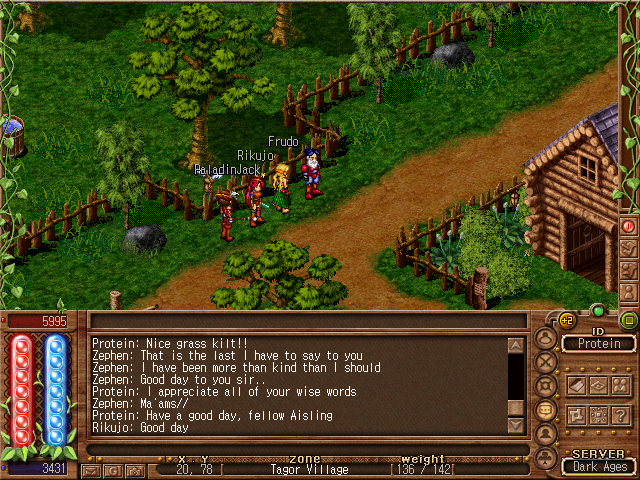 Frudo
Rikujo
PaladinJack
5995
+2
ID
Protein
Protein: Nice grass kilt!!
Zephen: That is the last I have to say to you
Zephen: I have been more than kind than I should
Zephen: Good day to you sir..
Protein: I appreciate all of your wise words
Zephen: Ma'ams//
Protein: Have a good day, fellow Aisling
Rikujo: Good day
x Y zone weight
3431
G
20, 78 [ Tagor Village [136 / 142[
?
SERVER
Dark Ages